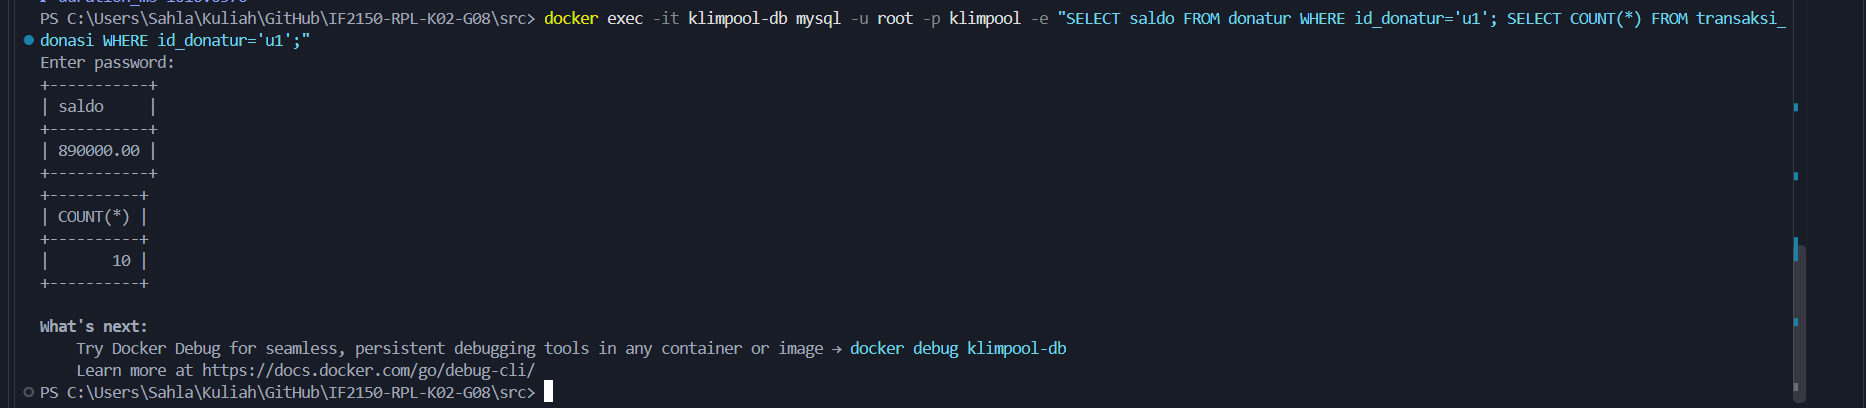 PS C:\Users\Sahla\Kuliah\GitHub\IF2150-RPL-K02-G08\src> docker exec -it klimpool-db mysql -u root -p klimpool -e "SELECT saldo FROM donatur WHERE id_donatur='u1'; SELECT COUNT(*) FROM transaksi_
donasi WHERE id_donatur='u1';"
Enter password:
+-----------+
| saldo     |
+-----------+
| 890000.00 |
+-----------+
+----------+
| COUNT(*) |
+----------+
|       10 |
+----------+
What's next:
    Try Docker Debug for seamless, persistent debugging tools in any container or image → docker debug klimpool-db
    Learn more at https://docs.docker.com/go/debug-cli/
PS C:\Users\Sahla\Kuliah\GitHub\IF2150-RPL-K02-G08\src>